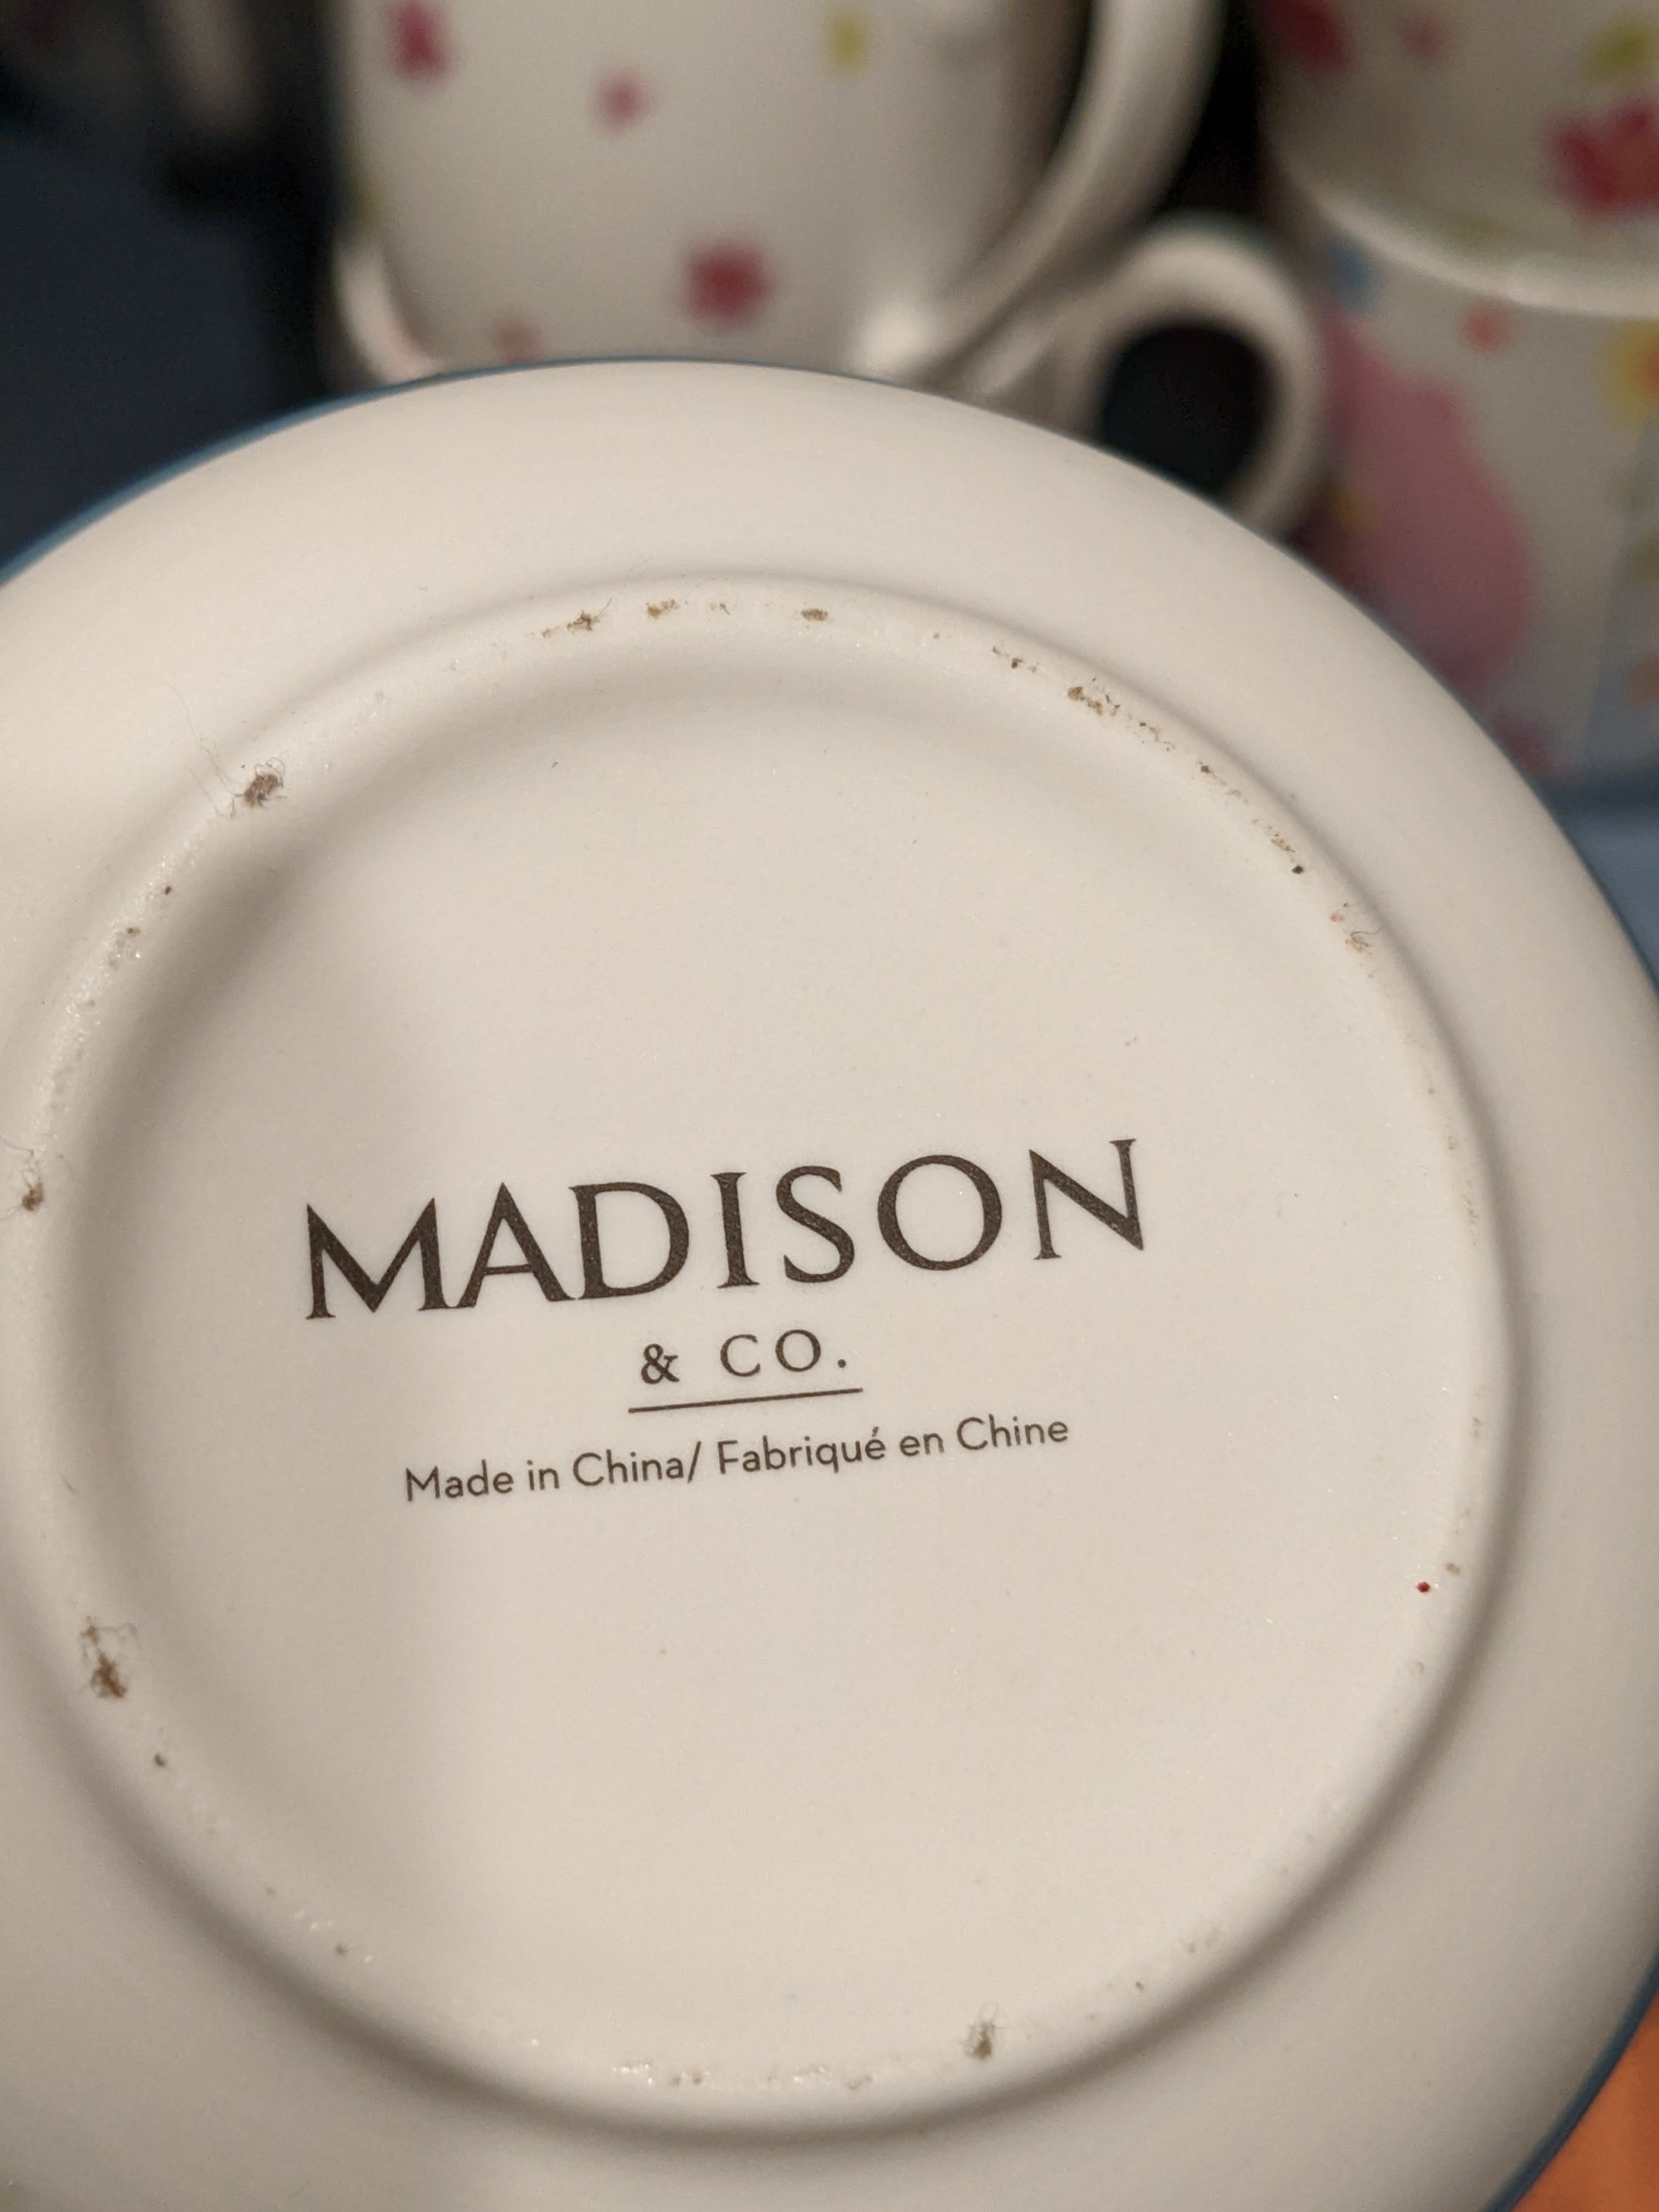 MADISON
& CO.
Made in China/ Fabriqué en Chine